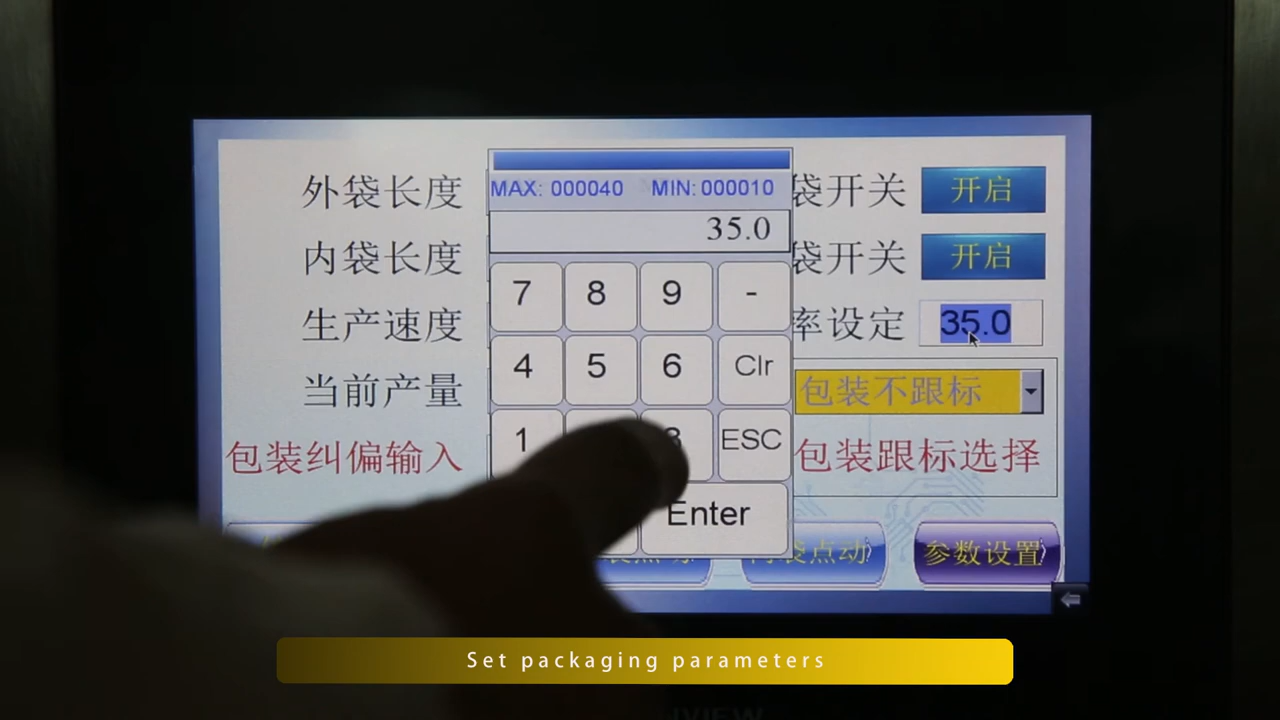 外袋长度
MAX: 000040 MIN: 000010
袋开关
开启
35.0
内袋长度
7 8 9 -
袋开关
开启
生产速度
率设定
35.0
4 5 6 Clr
当前产量
包装不跟标
1 3 ESC
包装纠偏输入
包装跟标选择
Enter
袋点动
参数设置
Set packaging parameters